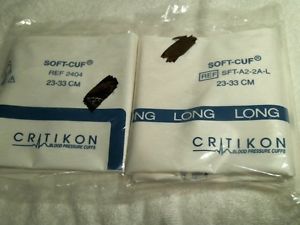 SOFT-CUF®
REF 2404
23-33 CM
CRITIKON
BLOOD PRESSURE CUFFS
SOFT-CUF®
REF SFT-A2-2A-L
23-33 CM
LONG LONG LONG
CRITIKON
BLOOD PRESSURE CUFFS